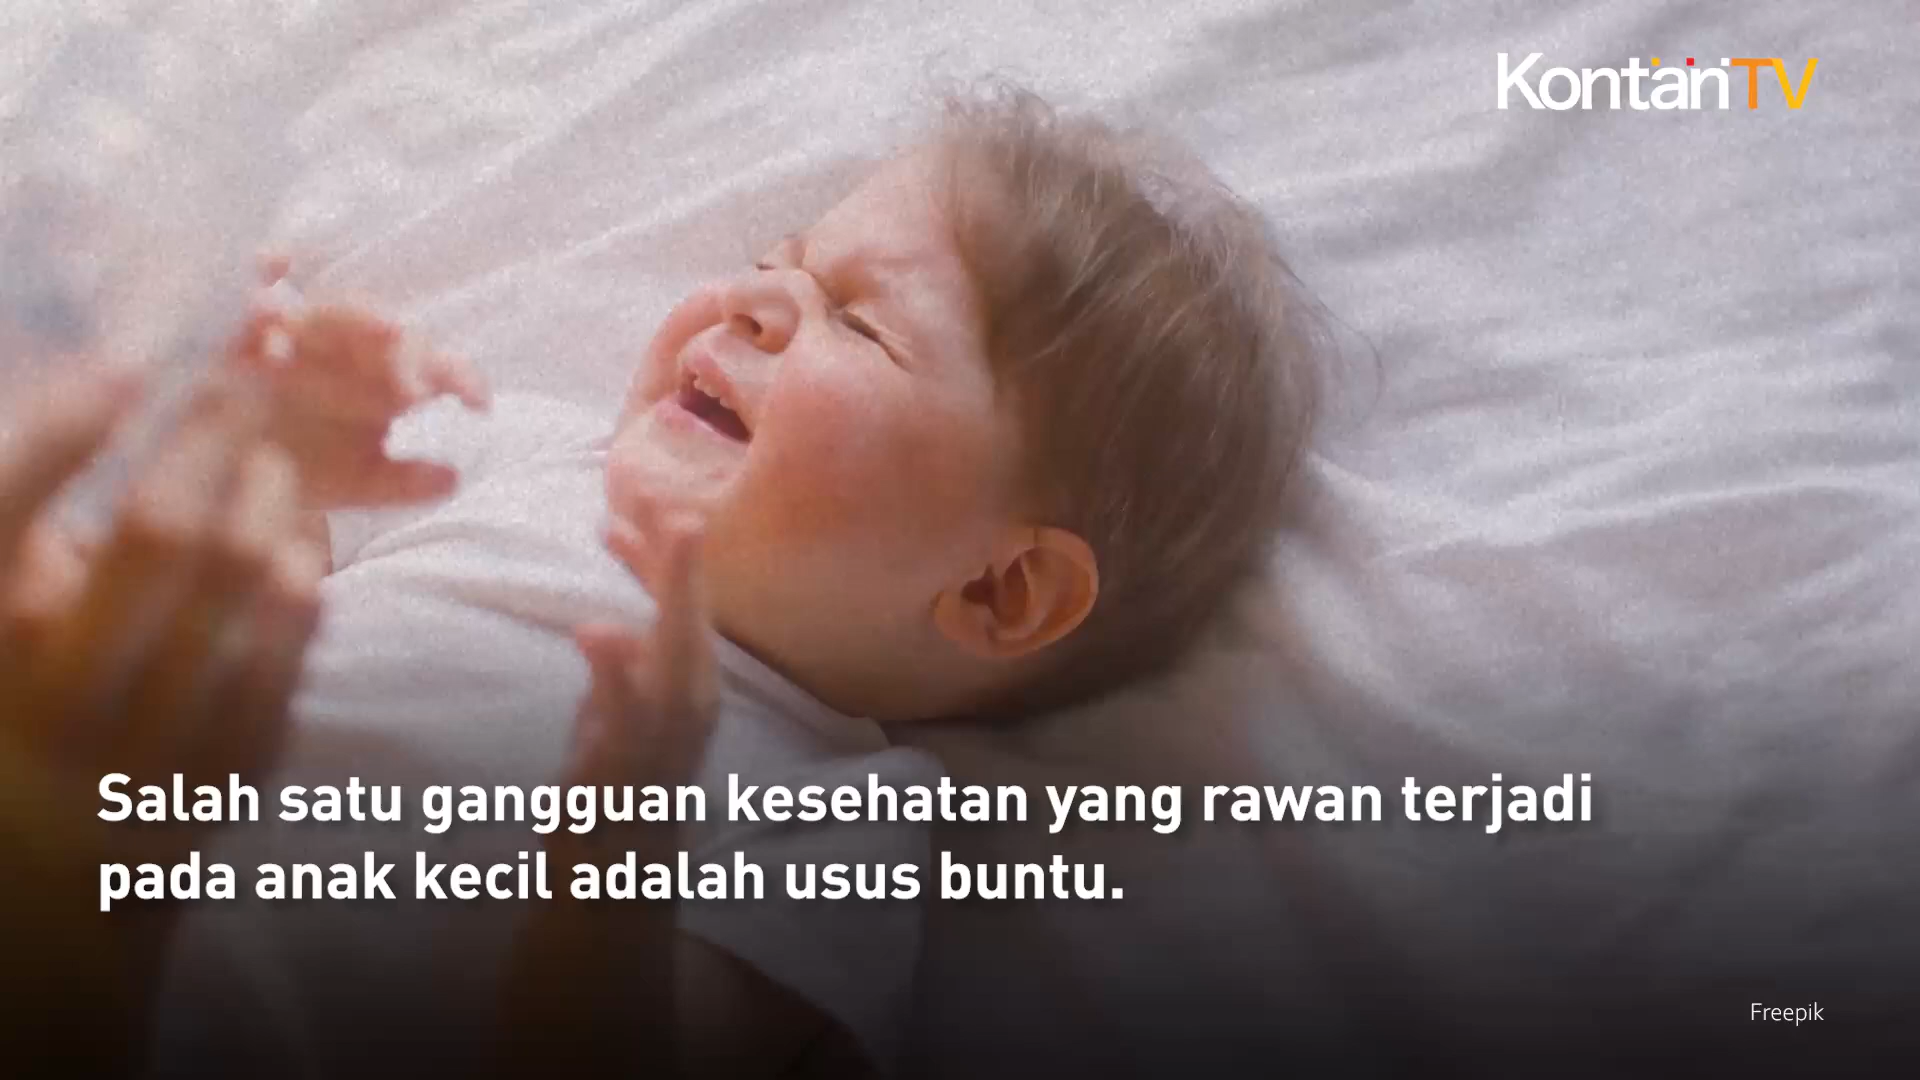 KontanTV
Salah satu gangguan kesehatan yang rawan terjadi
pada anak kecil adalah usus buntu.
Freepik